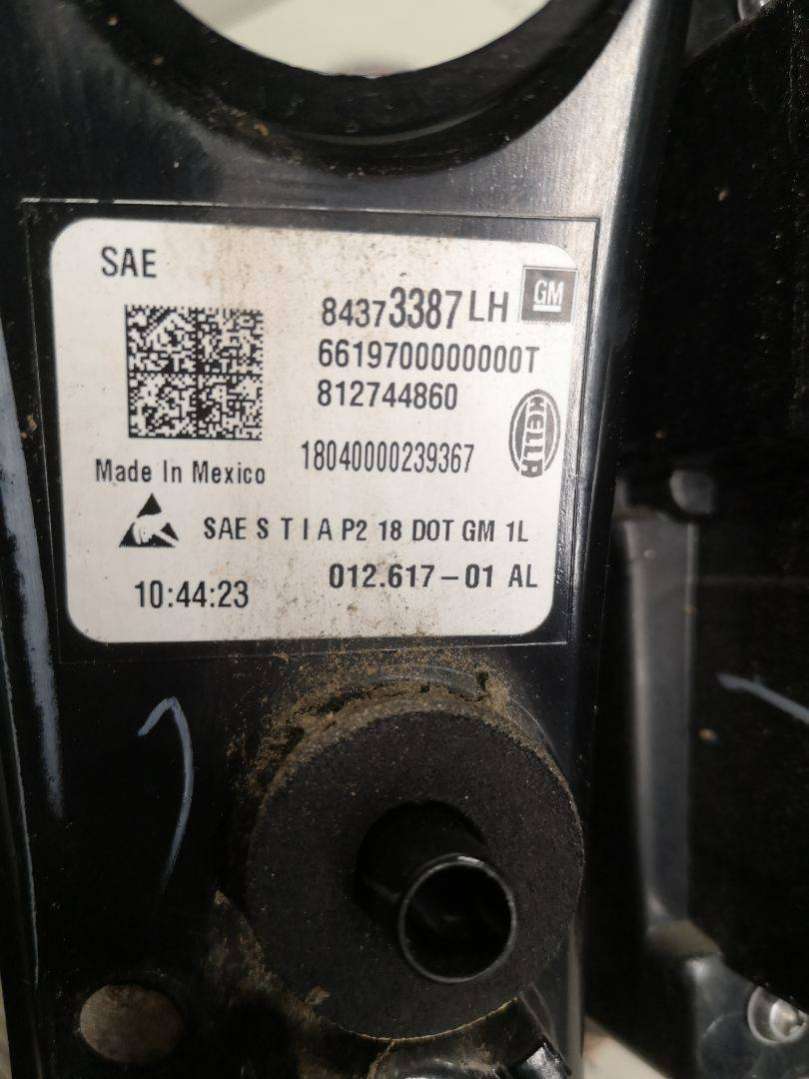 SAE
84373387 LH GM
6619700000000T
812744860
HELLA
18040000239367
Made In Mexico
SAE S T I A P2 18 DOT GM 1L
012.617-01 AL
10:44:23